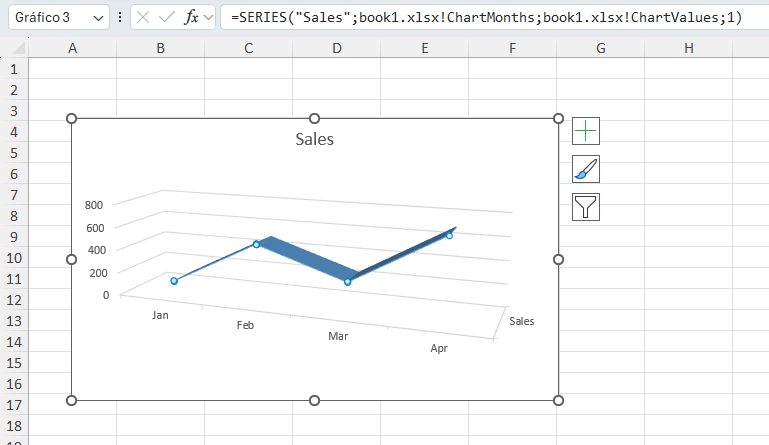 Gráfico 3
fx
=SERIES("Sales";book1.xlsx!ChartMonths;book1.xlsx!ChartValues;1)
A B C D E F G H
1
2
3
4
5
6
7
8
9
10
11
12
13
14
15
16
17
18
Sales
800
600
400
200
0
Jan
Feb
Mar
Apr
Sales